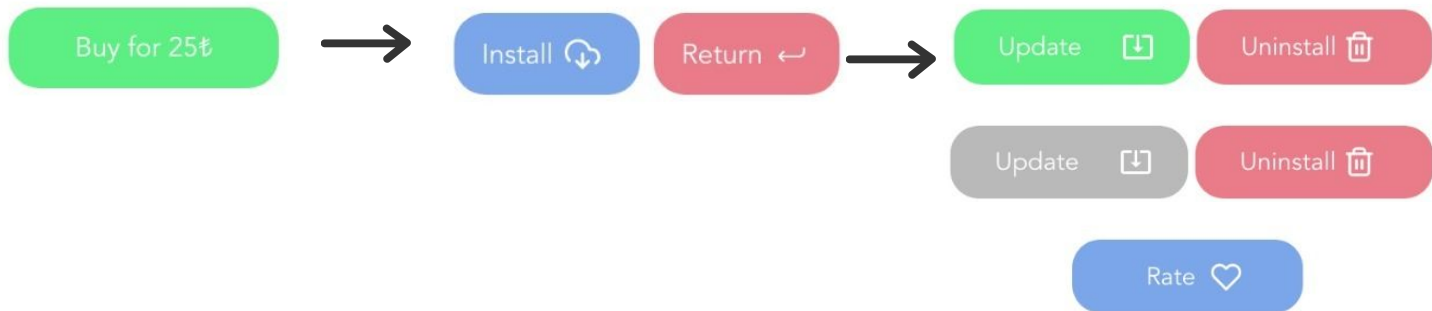 Buy for 25₺
Install
Return
Update
Uninstall
Update
Uninstall
Rate